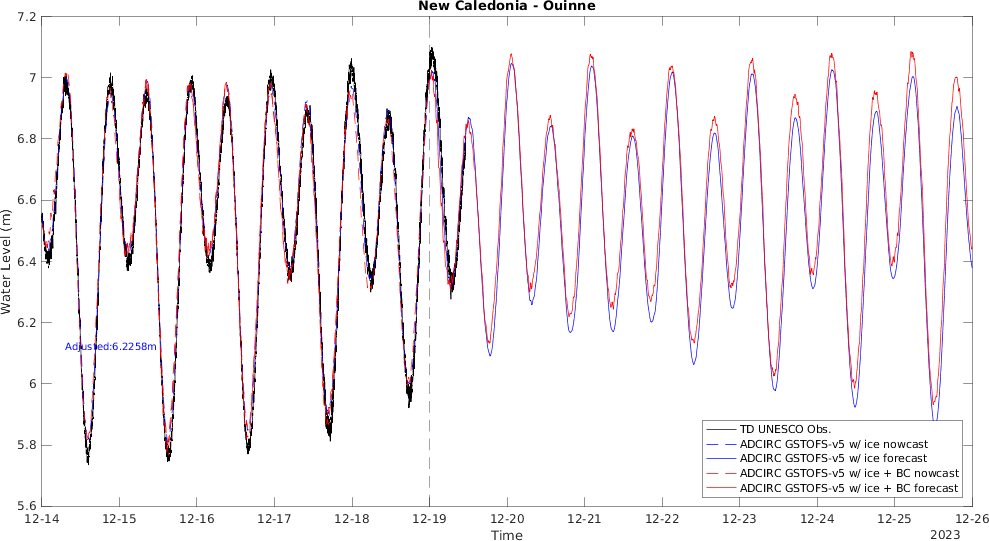 New Caledonia - Ouinne
7.2
7
6.8
6.6
6.4
6.2
6
5.8
5.6
Water Level (m)
Adjusted:6.2258m
TD UNESCO Obs.
ADCIRC GSTOFS-v5 w/ ice nowcast
ADCIRC GSTOFS-v5 w/ ice forecast
ADCIRC GSTOFS-v5 w/ ice + BC nowcast
ADCIRC GSTOFS-v5 w/ ice + BC forecast
12-14 12-15 12-16 12-17 12-18 12-19 12-20 12-21 12-22 12-23 12-24 12-25 12-26
Time
2023